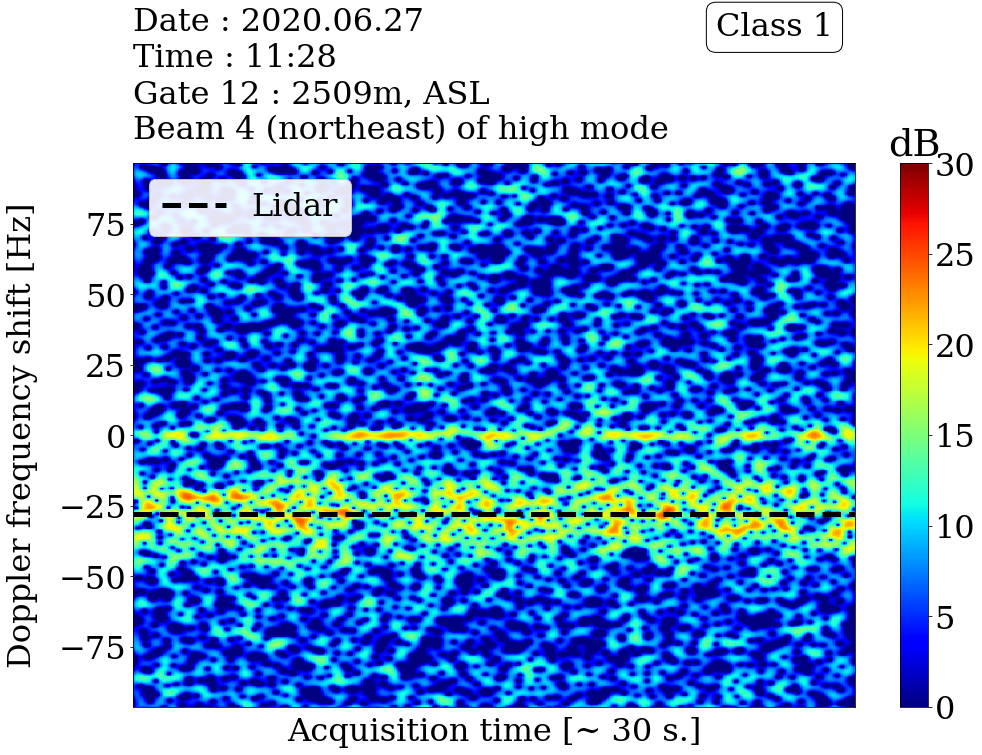 Date : 2020.06.27
Time : 11:28
Gate 12 : 2509m, ASL
Beam 4 (northeast) of high mode
Class 1
dB
Lidar
Doppler frequency shift [Hz]
75
50
25
0
−25
−50
−75
30
25
20
15
10
5
0
Acquisition time [~ 30 s.]